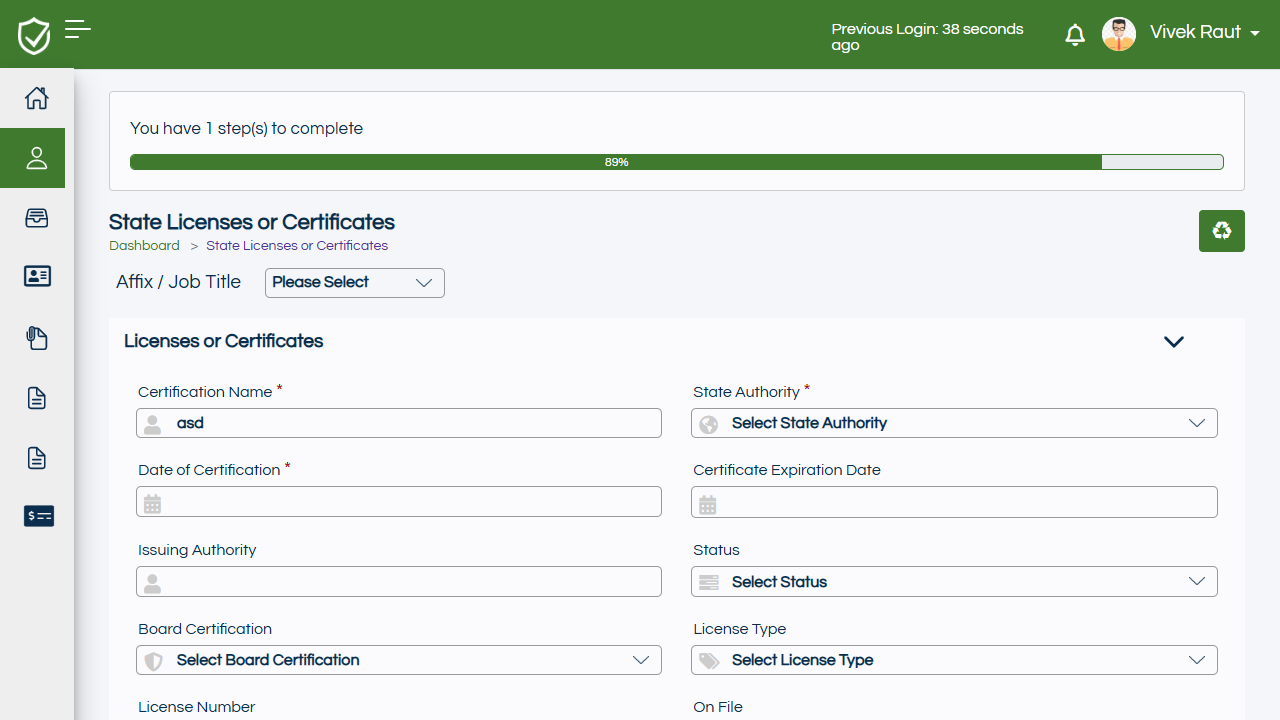 Previous Login: 38 seconds
ago
Vivek Raut
You have 1 step(s) to complete
89%
State Licenses or Certificates
Dashboard > State Licenses or Certificates
Affix / Job Title Please Select
Licenses or Certificates
Certification Name * State Authority *
asd Select State Authority
Date of Certification * Certificate Expiration Date
Issuing Authority Status
Select Status
Board Certification License Type
Select Board Certification Select License Type
License Number On File